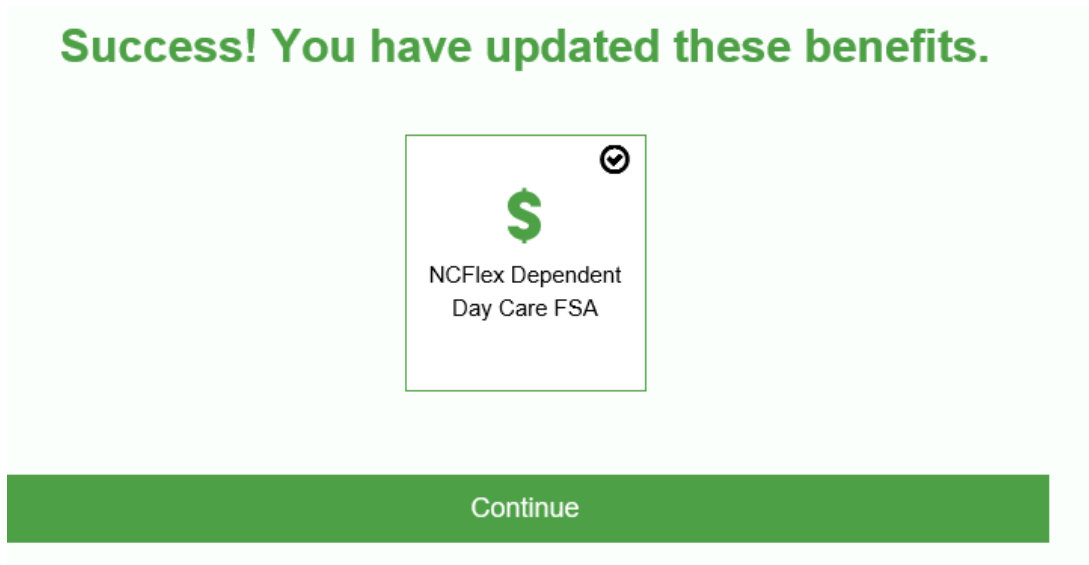 Success! You have updated these benefits.
$
NCFlex Dependent
Day Care FSA
Continue